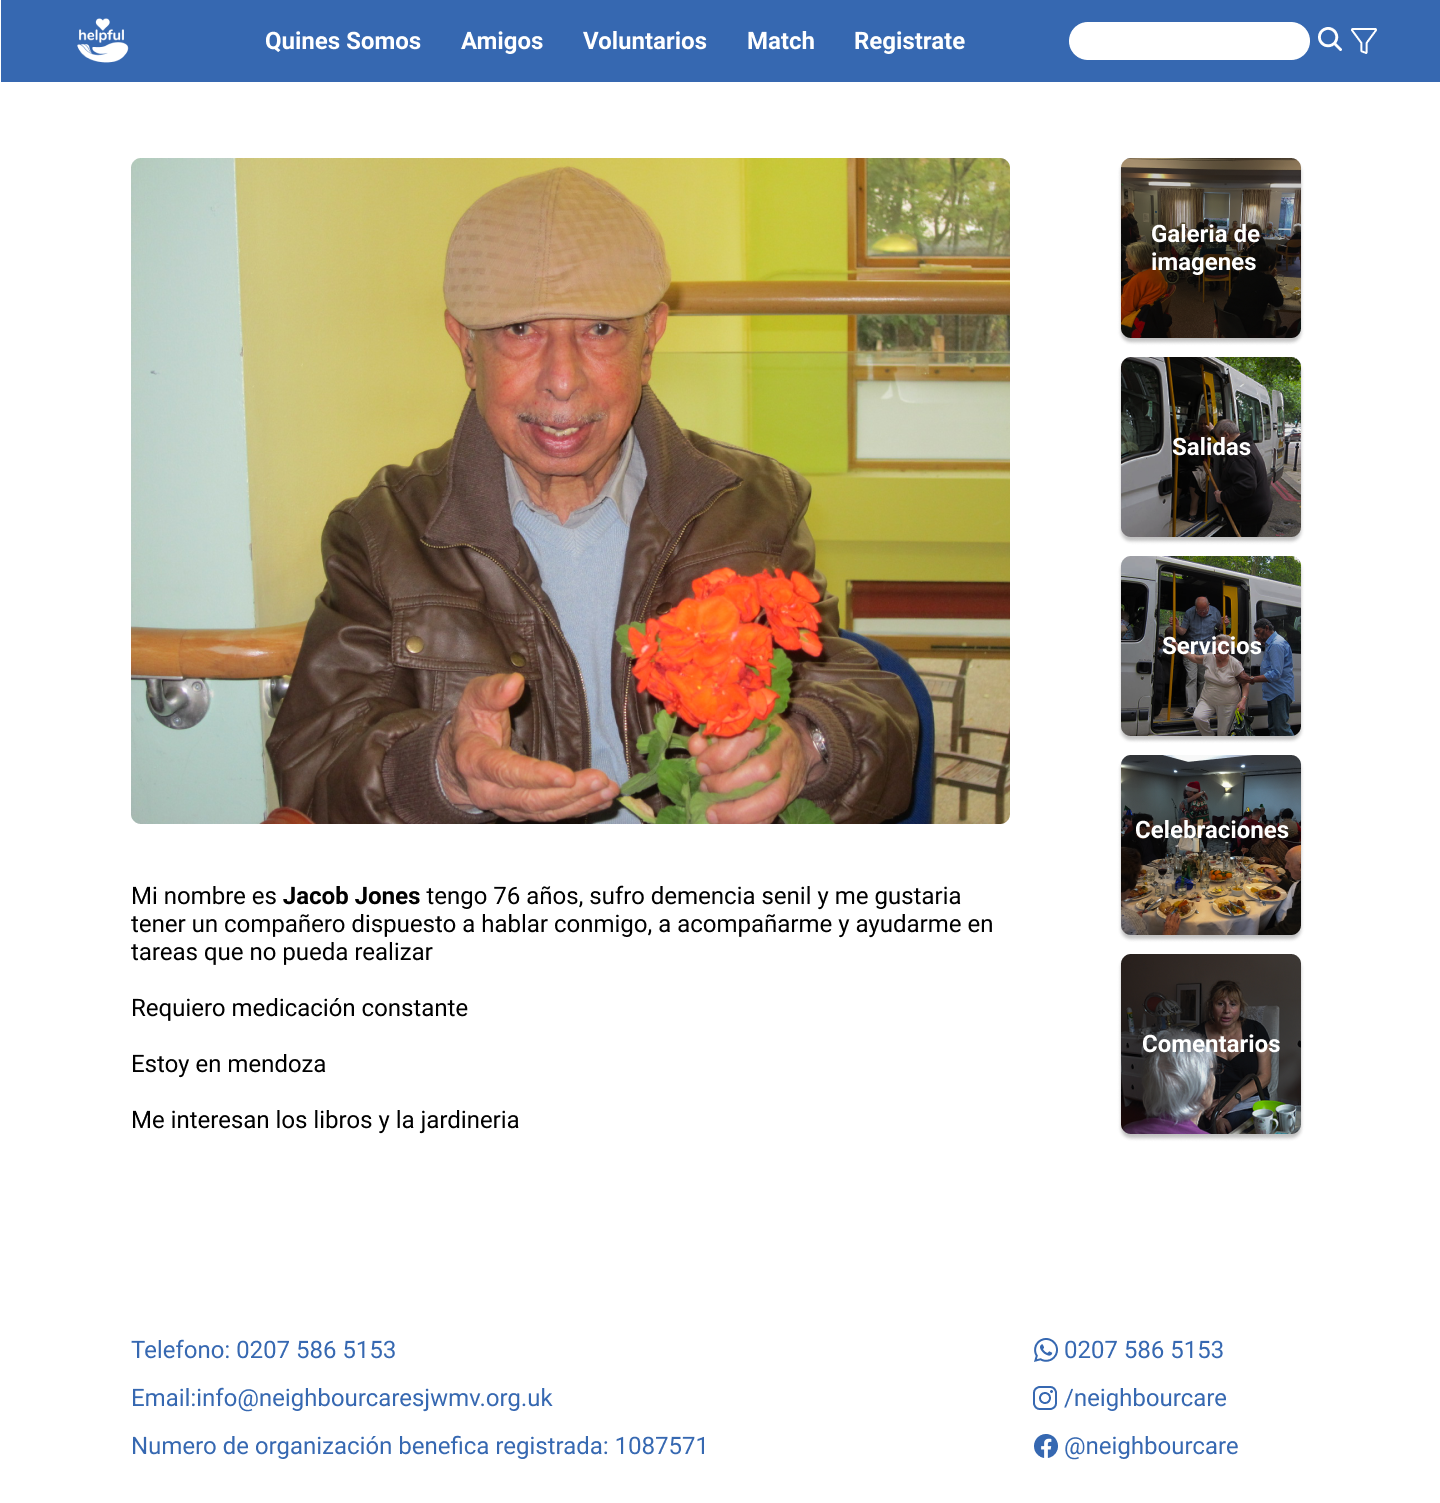 helpful
Quines Somos
Amigos
Voluntarios
Match
Registrate
Galeria de
imagenes
Salidas
Servicios
Celebraciones
Comentarios
Mi nombre es Jacob Jones tengo 76 años, sufro demencia senil y me gustaria
tener un compañero dispuesto a hablar conmigo, a acompañarme y ayudarme en
tareas que no pueda realizar
Requiero medicación constante
Estoy en mendoza
Me interesan los libros y la jardineria
Telefono: 0207 586 5153
Email:info@neighbourcaresjwmv.org.uk
Numero de organización benefica registrada: 1087571
0207 586 5153
/neighbourcare
@neighbourcare